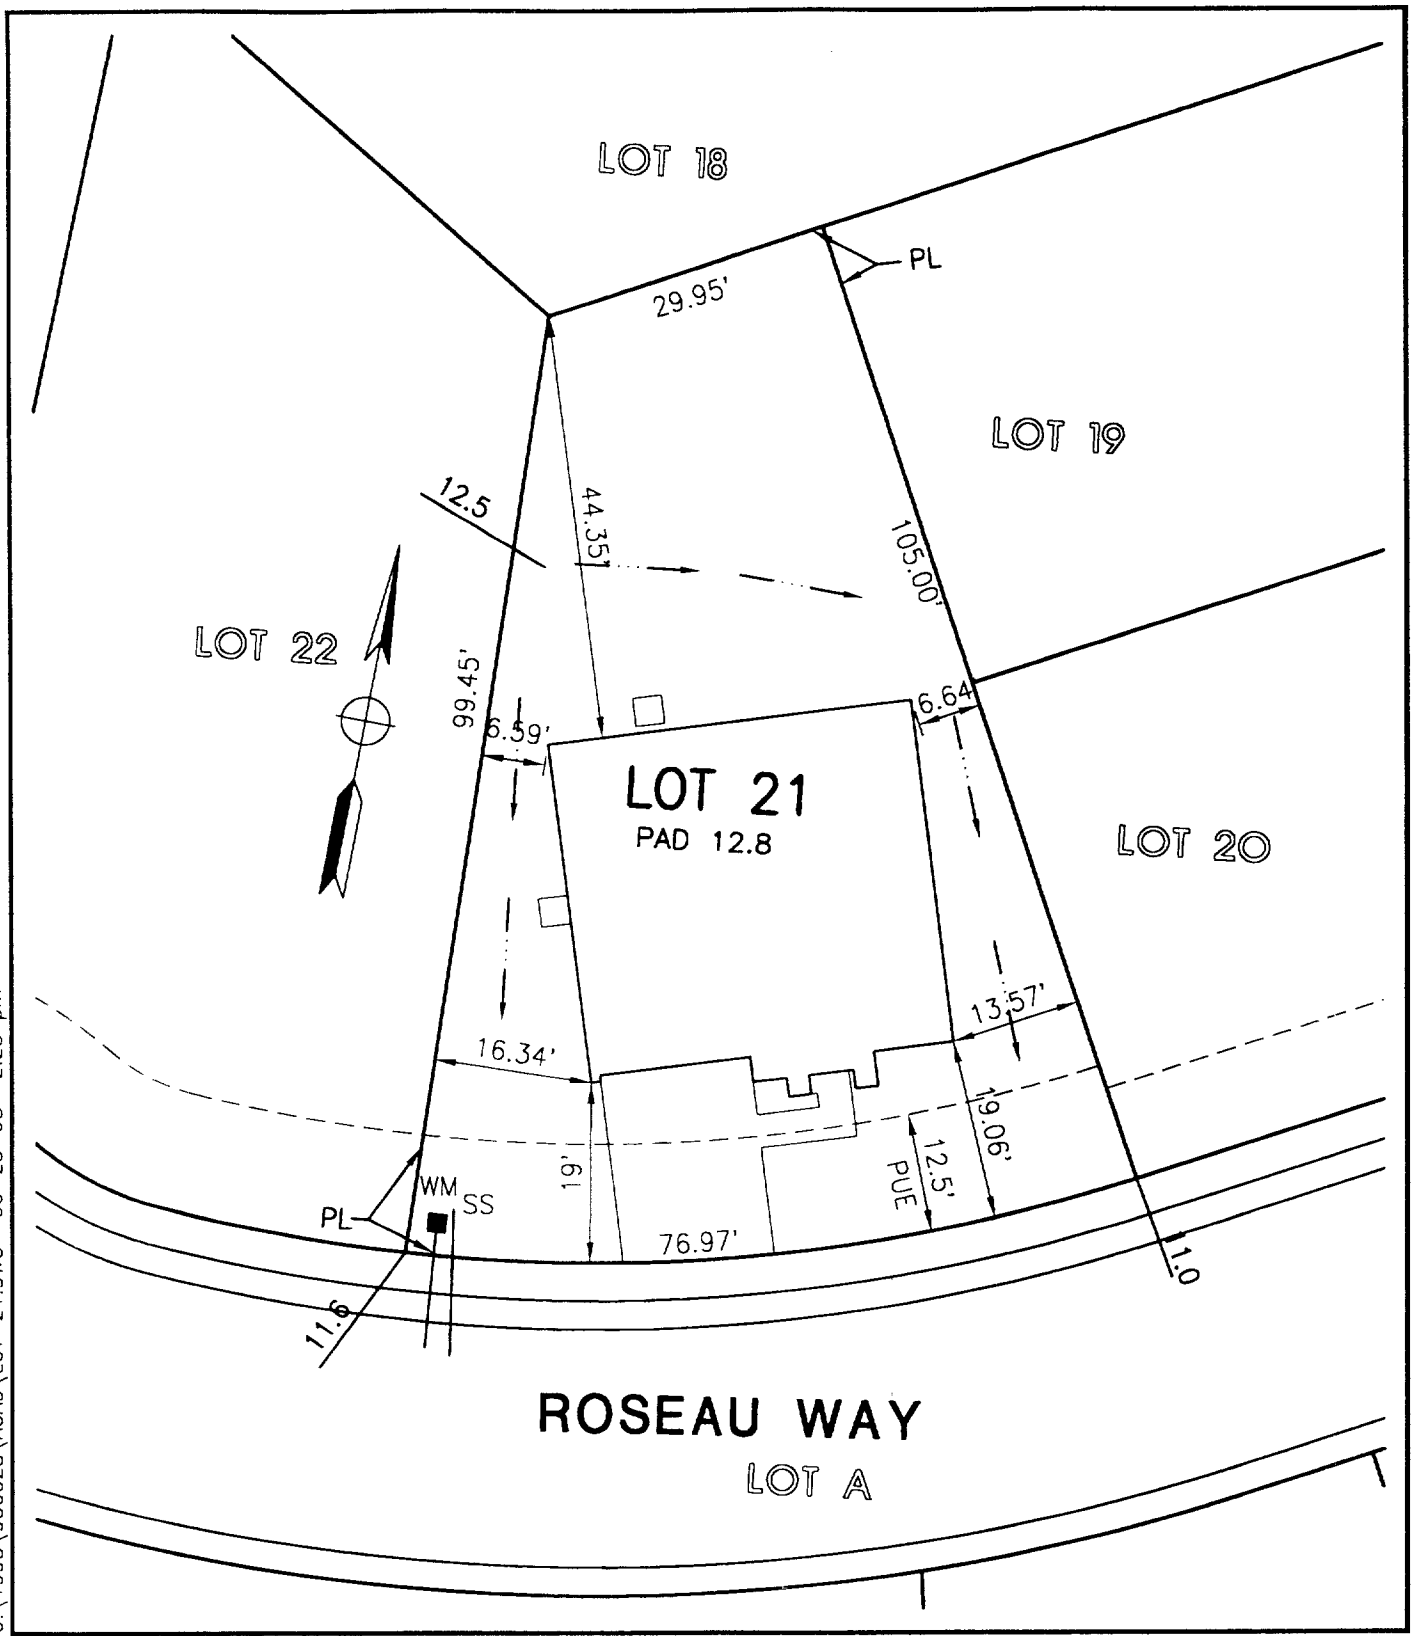 LOT 18
PL
29.95'
LOT 19
12.5
44.35'
105.00'
LOT 22
99.45'
6.59'
6.64
LOT 21
PAD 12.8
LOT 20
13.57'
16.34'
19.06'
19'
12.5'
PUE
WM
SS
PL
76.97'
1.0
11.6
ROSEAU WAY
LOT A